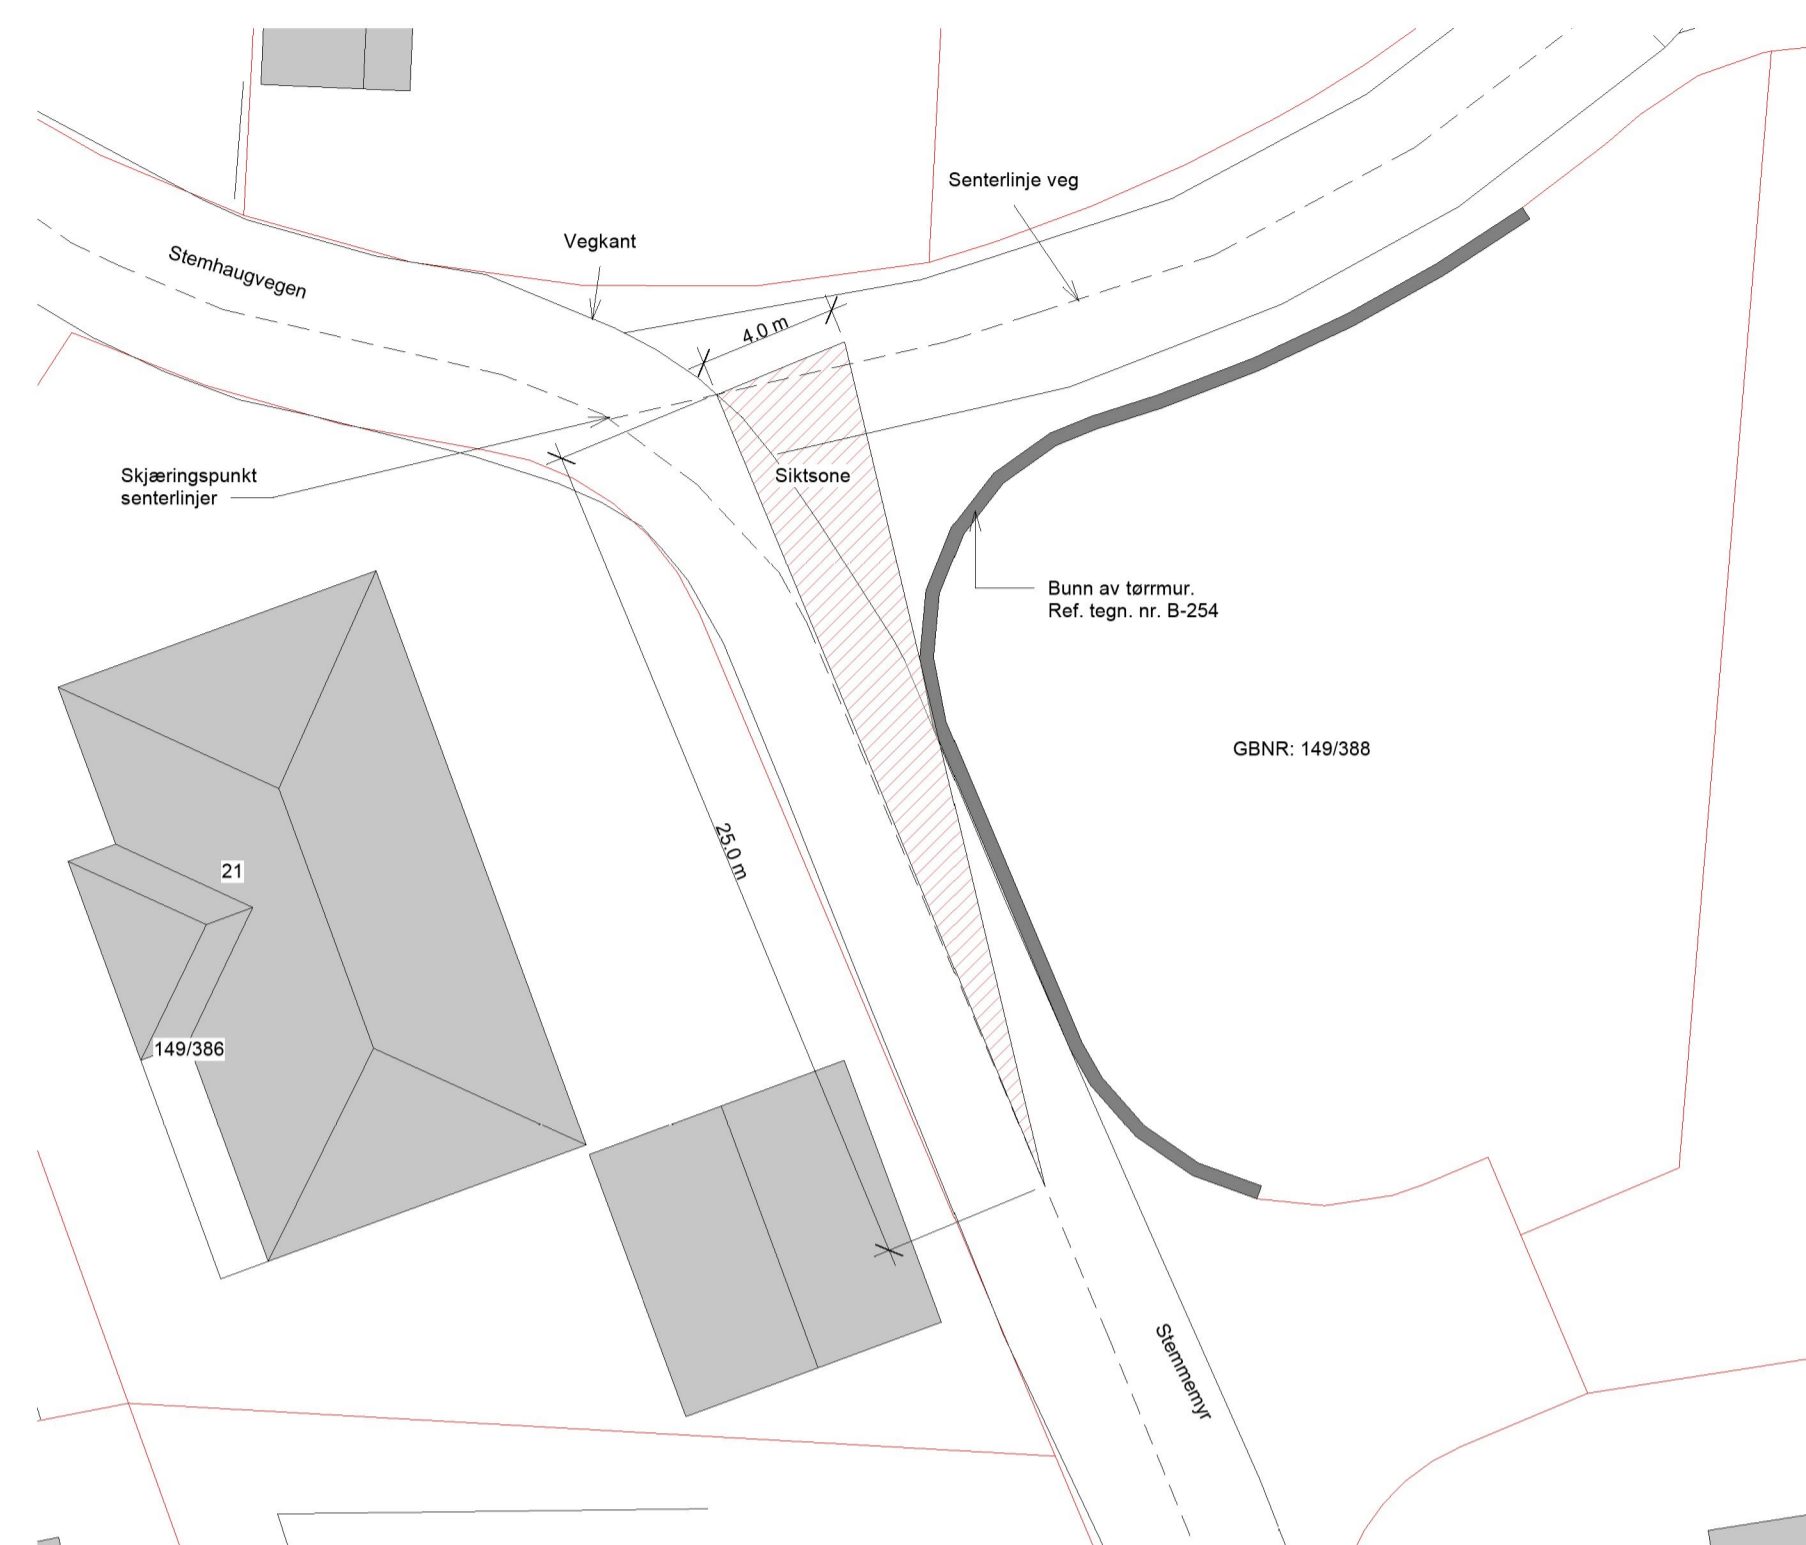 Senterlinje veg
Vegkant
Stemhaugvegen
4.0 m
Skjæringspunkt
senterlinjer
Siktsone
Bunn av tørrmur.
Ref. tegn. nr. B-254
GBNR: 149/388
25.0 m
21
149/386
Stemmemyr